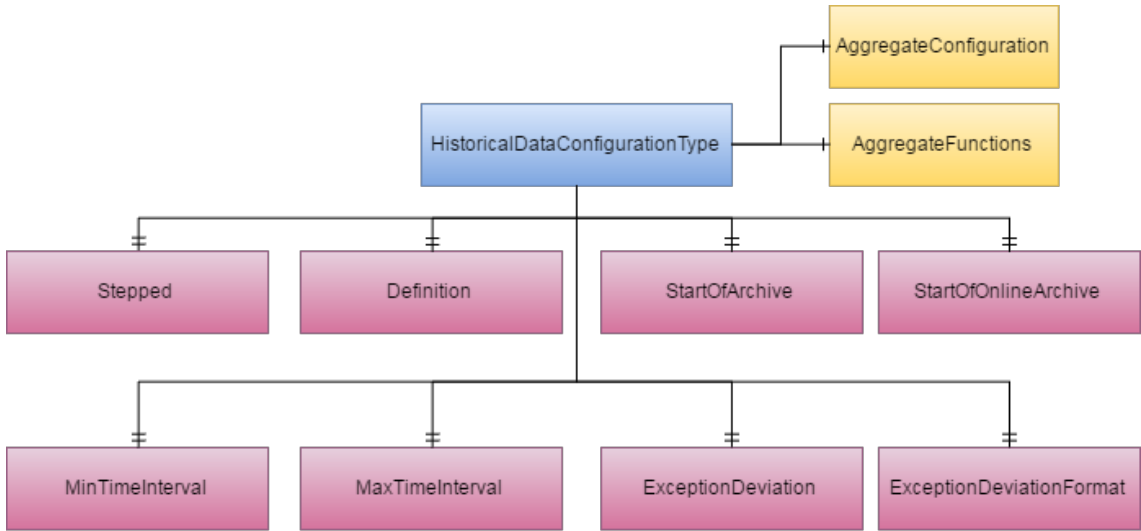 AggregateConfiguration
HistoricalDataConfigurationType
AggregateFunctions
Stepped
Definition
StartOfArchive
StartOfOnlineArchive
MinTimeInterval
MaxTimeInterval
ExceptionDeviation
ExceptionDeviationFormat